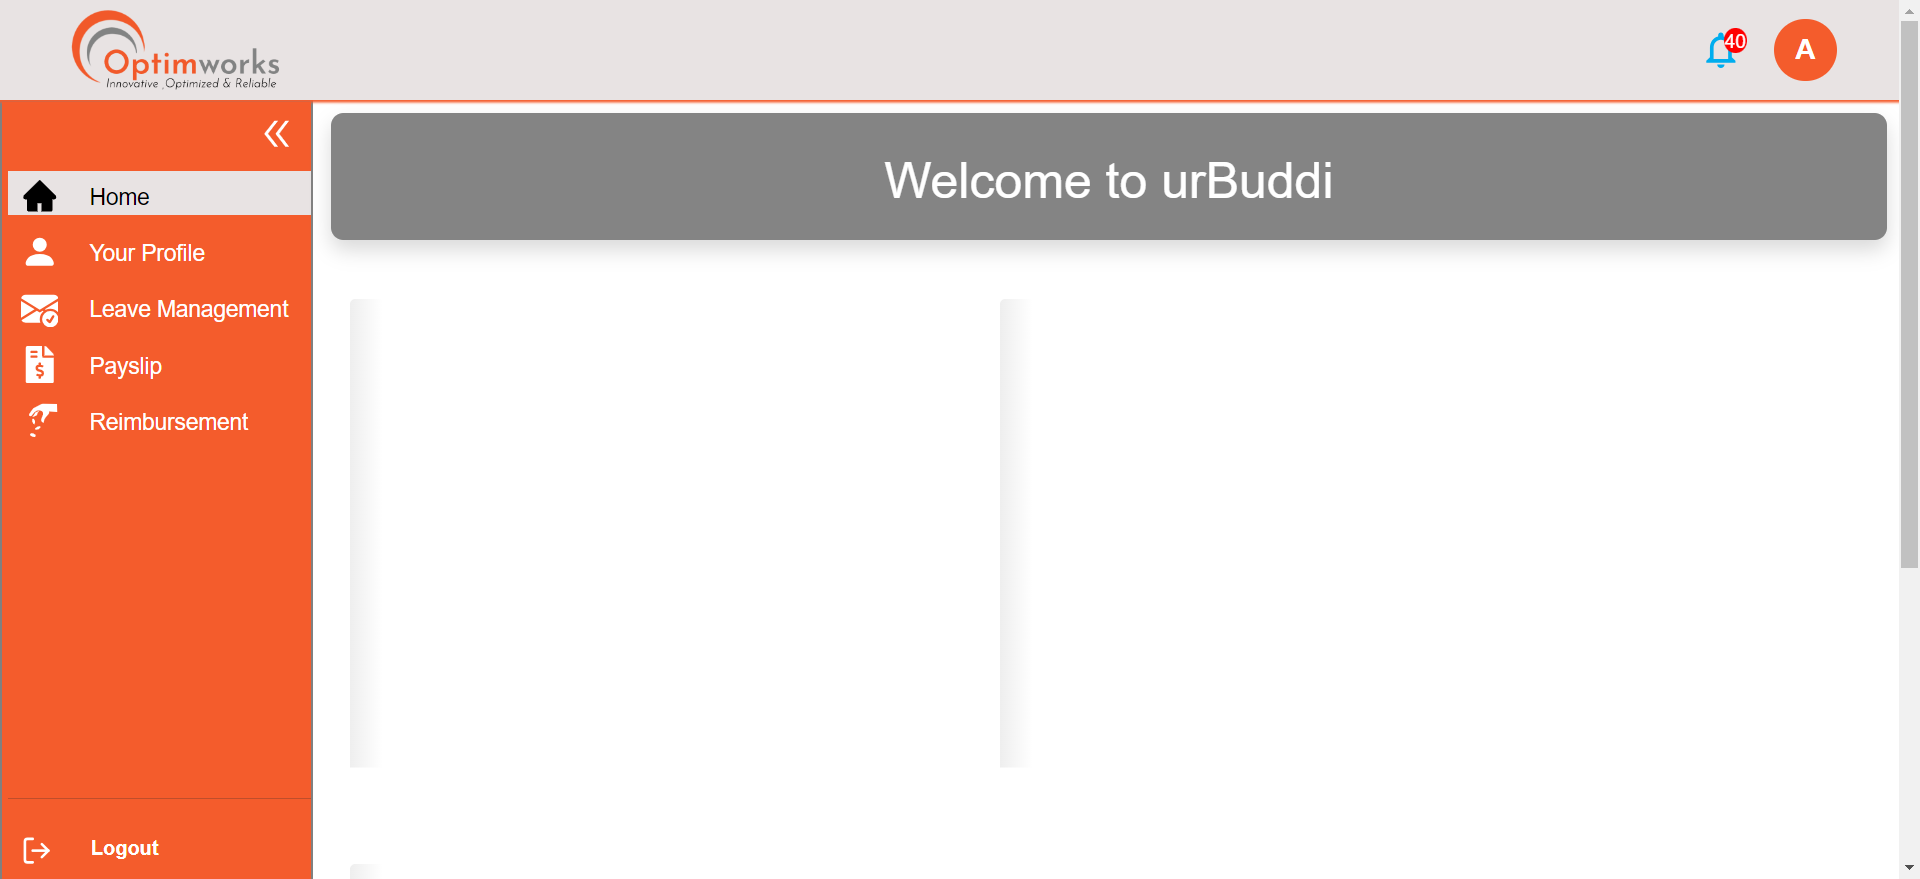 Optimworks
Innovative ,Optimized & Reliable
40
A
Home
Your Profile
Leave Management
Payslip
Reimbursement
Logout
Welcome to urBuddi